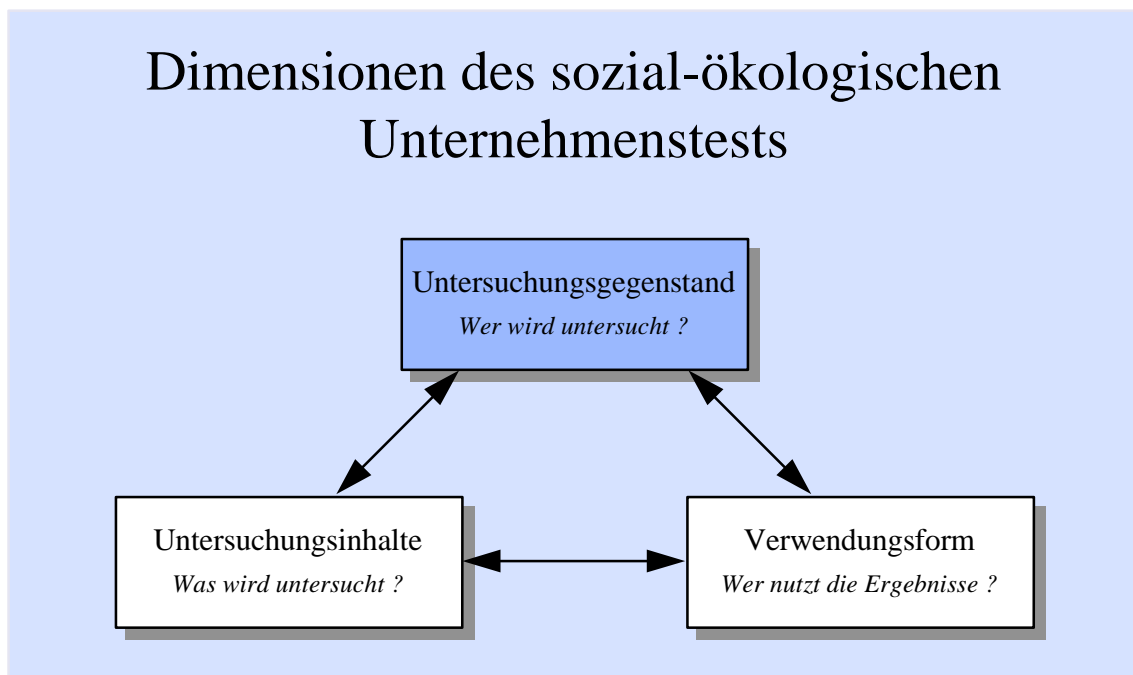 Dimensionen des sozial-ökologischen
Unternehmenstests
Untersuchungsgegenstand
Wer wird untersucht ?
Untersuchungsinhalte
Was wird untersucht ?
Verwendungsform
Wer nutzt die Ergebnisse ?